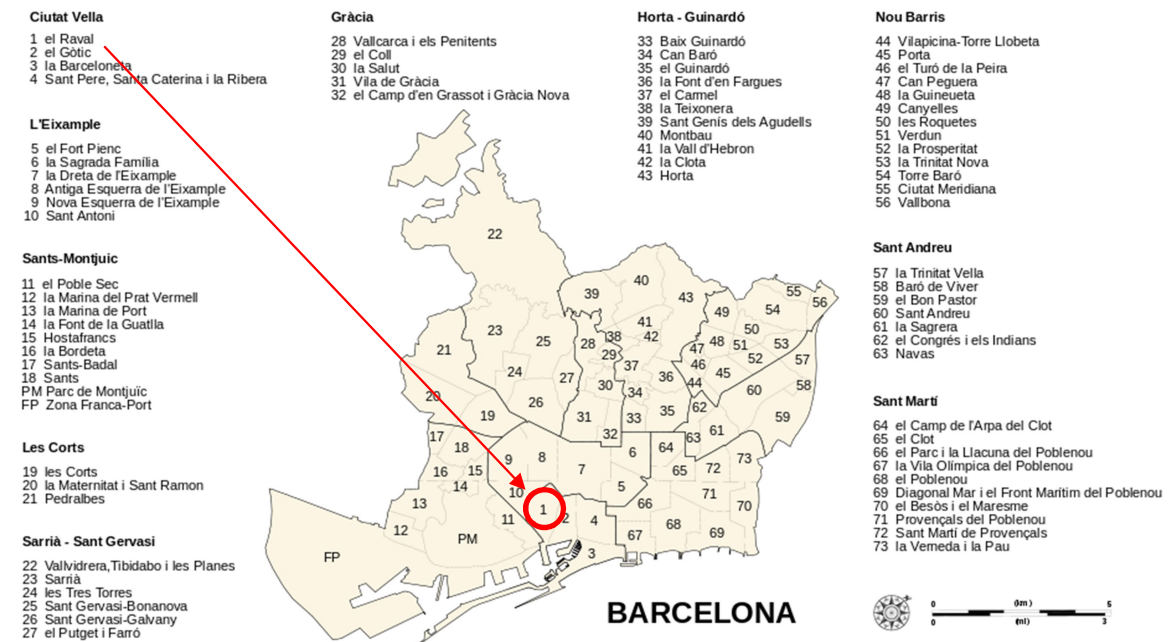 Ciutat Vella
1 el Raval
2 el Gòtic
3 la Barceloneta
4 Sant Pere, Santa Caterina i la Ribera
L'Eixample
5 el Fort Pienc
6 la Sagrada Família
7 la Dreta de l'Eixample
8 Antiga Esquerra de l'Eixample
9 Nova Esquerra de l'Eixample
10 Sant Antoni
Sants-Montjuic
11 el Poble Sec
12 la Marina del Prat Vermell
13 la Marina de Port
14 la Font de la Guatlla
15 Hostafrancs
16 la Bordeta
17 Sants-Badal
18 Sants
PM Parc de Montjuïc
FP Zona Franca-Port
Les Corts
19 les Corts
20 la Maternitat i Sant Ramon
21 Pedralbes
Sarrià - Sant Gervasi
22 Vallvidrera,Tibidabo i les Planes
23 Sarrià
24 les Tres Torres
25 Sant Gervasi-Bonanova
26 Sant Gervasi-Galvany
27 el Putget i Farró
Gràcia
28 Vallcarca i els Penitents
29 el Coll
30 la Salut
31 Vila de Gràcia
32 el Camp d'en Grassot i Gràcia Nova
Horta - Guinardó
33 Baix Guinardó
34 Can Baró
35 el Guinardó
36 la Font d'en Fargues
37 el Carmel
38 la Teixonera
39 Sant Genís dels Agudells
40 Montbau
41 la Vall d'Hebron
42 la Clota
43 Horta
Nou Barris
44 Vilapicina-Torre Llobeta
45 Porta
46 el Turó de la Peira
47 Can Peguera
48 la Guineueta
49 Canyelles
50 les Roquetes
51 Verdun
52 la Prosperitat
53 la Trinitat Nova
54 Torre Baró
55 Ciutat Meridiana
56 Vallbona
Sant Andreu
57 la Trinitat Vella
58 Baró de Viver
59 el Bon Pastor
60 Sant Andreu
61 la Sagrera
62 el Congrés i els Indians
63 Navas
Sant Martí
64 el Camp de l'Arpa del Clot
65 el Clot
66 el Parc i la Llacuna del Poblenou
67 la Vila Olímpica del Poblenou
68 el Poblenou
69 Diagonal Mar i el Front Marítim del Poblenou
70 el Besòs i el Maresme
71 Provençals del Poblenou
72 Sant Martí de Provençals
73 la Verneda i la Pau
22
40
39
43
55
56
54
49
23
25
28
38
41
42
50
48
51
53
21
29
47
52
57
46
45
24
27
30
37
36
44
58
20
26
34
60
19
31
33
35
62
59
17
32
63
61
18
9
8
6
64
73
16
15
7
65
72
14
10
5
71
13
1
66
70
12
11
2
4
68
69
PM
67
FP
3
BARCELONA
0 (km) 5
0 (mi) 3